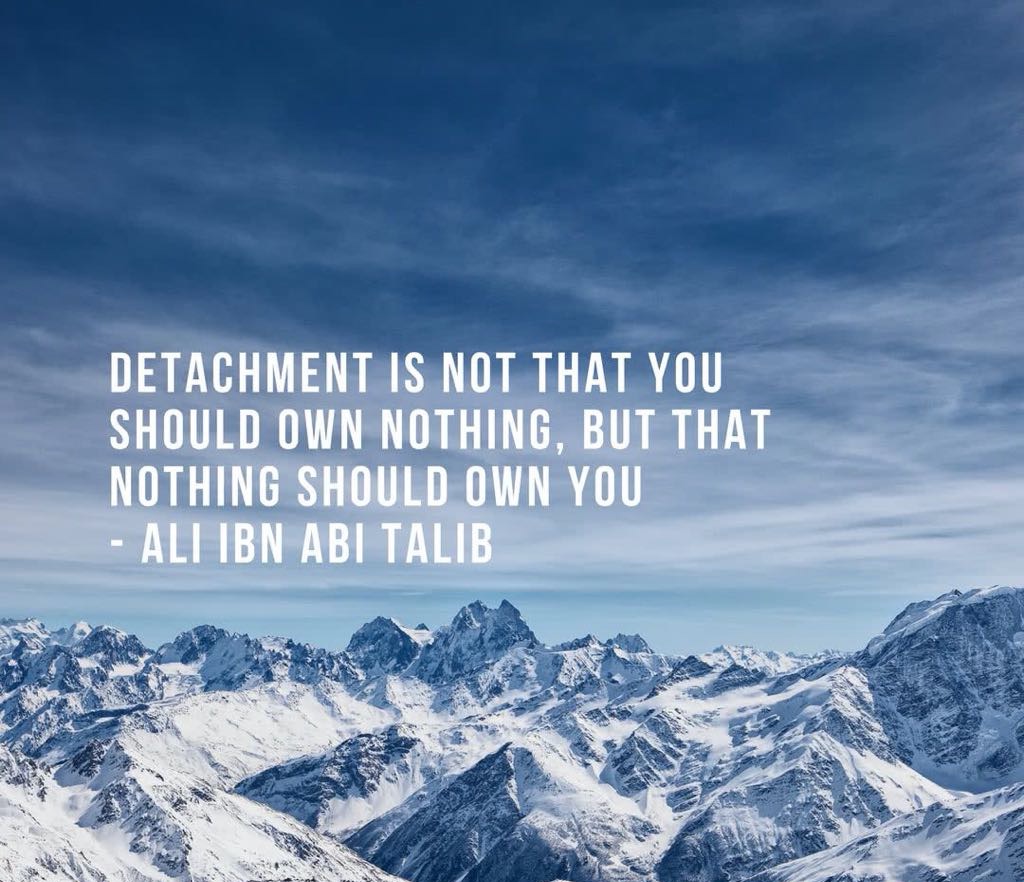 DETACHMENT IS NOT THAT YOU
SHOULD OWN NOTHING, BUT THAT
NOTHING SHOULD OWN YOU
- ALI IBN ABI TALIB